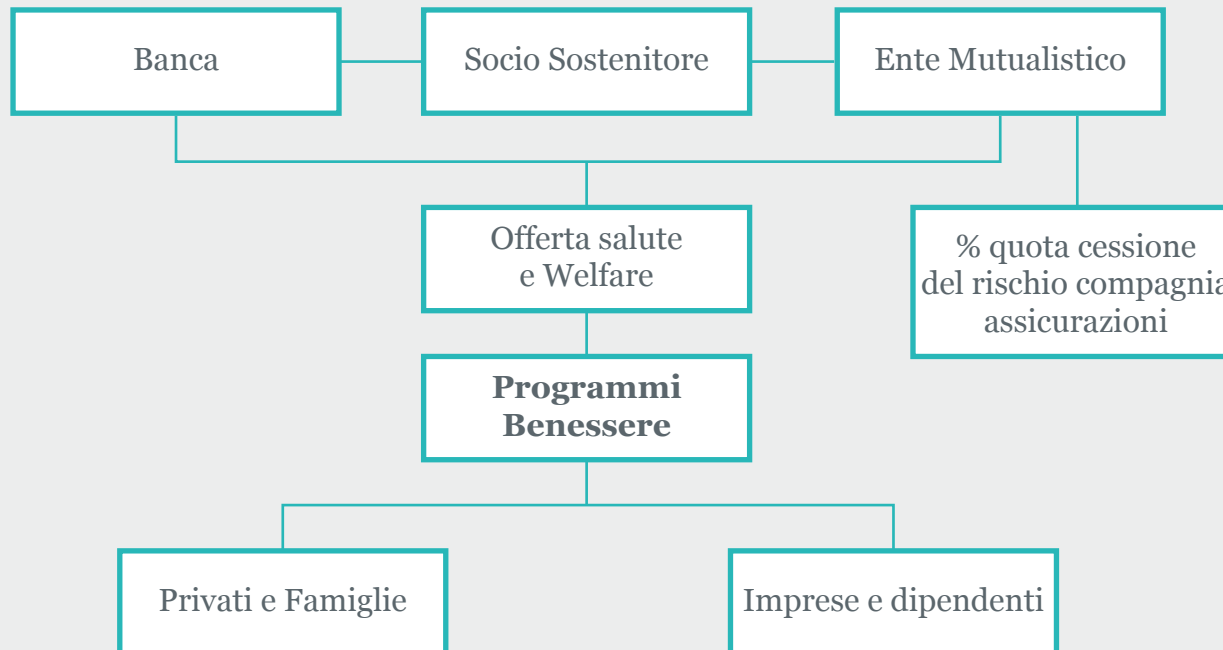 Banca
Socio Sostenitore
Ente Mutualistico
Offerta salute
e Welfare
% quota cessione
del rischio compagnia
assicurazioni
Programmi
Benessere
Privati e Famiglie
Imprese e dipendenti